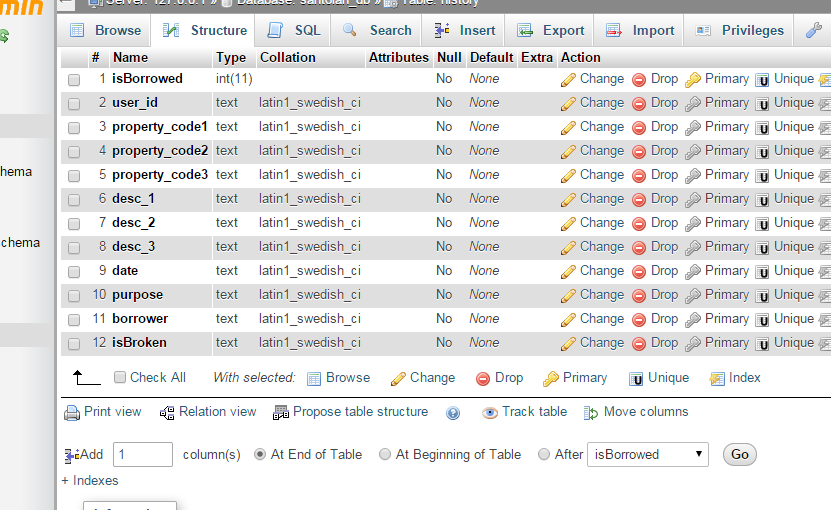 min Server: 127.0.0.1 » Database: santolan_db » Table: history
Browse Structure SQL Search Insert Export Import Privileges
# Name Type Collation Attributes Null Default Extra Action
1 isBorrowed int(11) No None Change Drop Primary Unique
2 user_id text latin1_swedish_ci No None Change Drop Primary Unique
3 property_code1 text latin1_swedish_ci No None Change Drop Primary Unique
4 property_code2 text latin1_swedish_ci No None Change Drop Primary Unique
5 property_code3 text latin1_swedish_ci No None Change Drop Primary Unique
hema
6 desc_1 text latin1_swedish_ci No None Change Drop Primary Unique
7 desc_2 text latin1_swedish_ci No None Change Drop Primary Unique
8 desc_3 text latin1_swedish_ci No None Change Drop Primary Unique
chema
9 date text latin1_swedish_ci No None Change Drop Primary Unique
10 purpose text latin1_swedish_ci No None Change Drop Primary Unique
11 borrower text latin1_swedish_ci No None Change Drop Primary Unique
12 isBroken text latin1_swedish_ci No None Change Drop Primary Unique
Check All With selected: Browse Change Drop Primary Unique Index
Print view Relation view Propose table structure Track table Move columns
Add 1 column(s) At End of Table At Beginning of Table After isBorrowed Go
+ Indexes